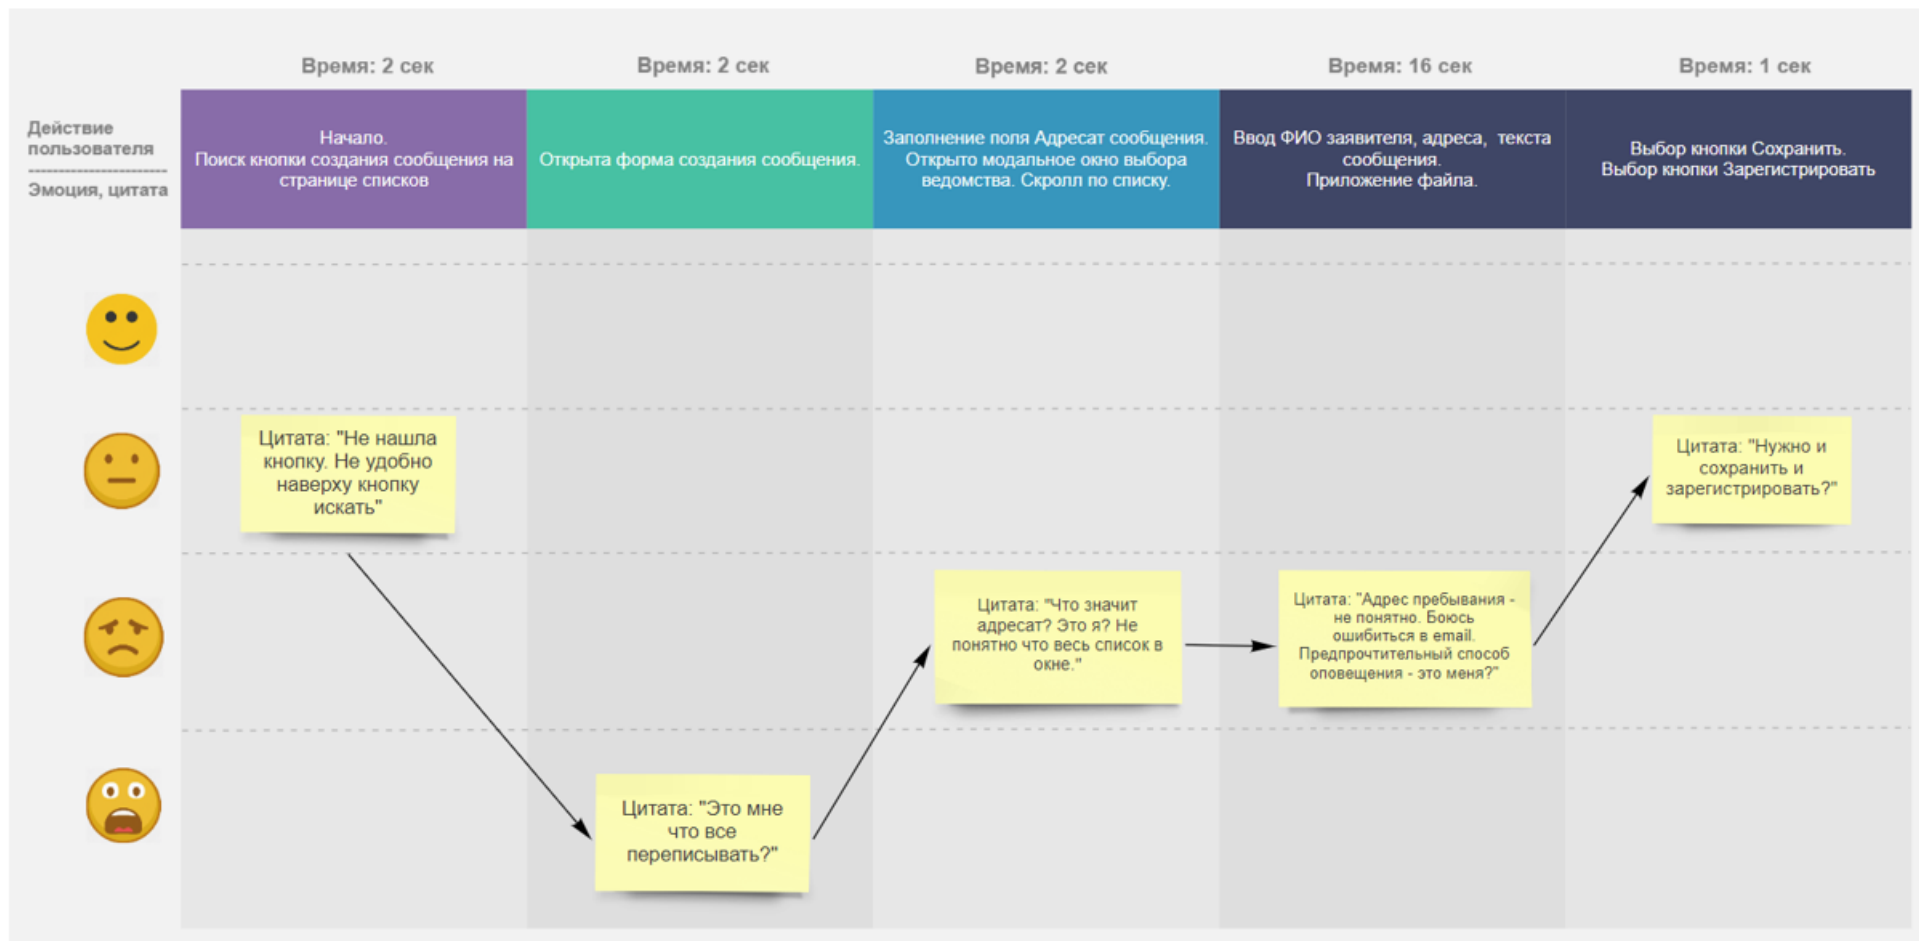 Время: 2 сек
Время: 2 сек
Время: 2 сек
Время: 16 сек
Время: 1 сек
Действие
пользователя
Эмоция, цитата
Начало.
Поиск кнопки создания сообщения на
странице списков
Открыта форма создания сообщения.
Заполнение поля Адресат сообщения.
Открыто модальное окно выбора
ведомства. Скролл по списку.
Ввод ФИО заявителя, адреса, текста
сообщения.
Приложение файла.
Выбор кнопки Сохранить.
Выбор кнопки Зарегистрировать
Цитата: "Не нашла
кнопку. Не удобно
наверху кнопку
искать"
Цитата: "Это мне
что все
переписывать?"
Цитата: "Что значит
адресат? Это я? Не
понятно что весь список в
окне."
Цитата: "Адрес пребывания -
не понятно. Боюсь
ошибиться в email.
Предпрочтительный способ
оповещения - это меня?"
Цитата: "Нужно и
сохранить и
зарегистрировать?"